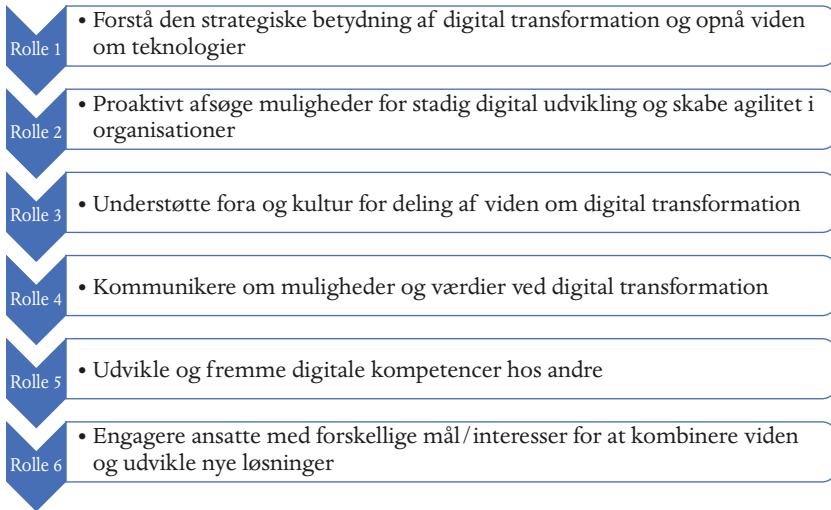 Rolle 1
• Forstå den strategiske betydning af digital transformation og opnå viden
om teknologier
Rolle 2
• Proaktivt afsøge muligheder for stadig digital udvikling og skabe agilitet i
organisationer
Rolle 3
• Understøtte fora og kultur for deling af viden om digital transformation
Rolle 4
• Kommunikere om muligheder og værdier ved digital transformation
Rolle 5
• Udvikle og fremme digitale kompetencer hos andre
Rolle 6
• Engagere ansatte med forskellige mål/interesser for at kombinere viden
og udvikle nye løsninger